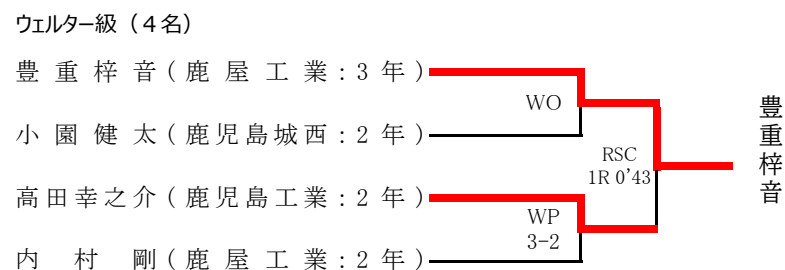 ウェルター級（4名）
豊重梓音(鹿屋工業:3年)
WO
小園健太(鹿児島城西:2年)
RSC
1R 0'43
豊重梓音
高田幸之介(鹿児島工業:2年)
WP
3-2
内村剛(鹿屋工業:2年)